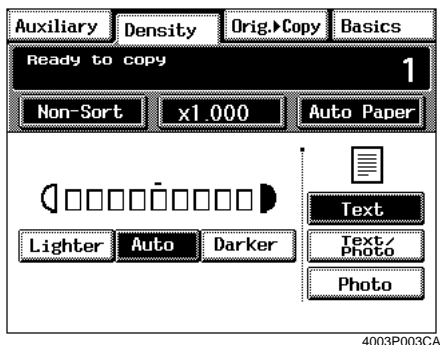 Auxiliary Density Orig.▸Copy Basics
Ready to copy
1
Non-Sort x1.000 Auto Paper
Text
Lighter Auto Darker Text/
Photo
Photo
4003P003CA